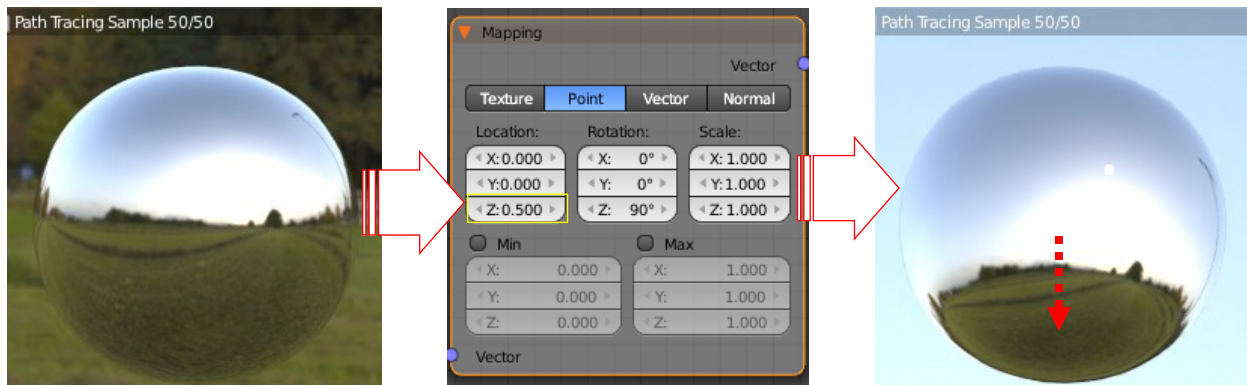 Path Tracing Sample 50/50
Mapping
Vector
Texture Point Vector Normal
Location: Rotation: Scale:
X:0.000 X: 0° X:1.000
Y:0.000 Y: 0° Y:1.000
Z:0.500 Z: 90° Z:1.000
Min Max
X: 0.000 X: 1.000
Y: 0.000 Y: 1.000
Z: 0.000 Z: 1.000
Vector
Path Tracing Sample 50/50